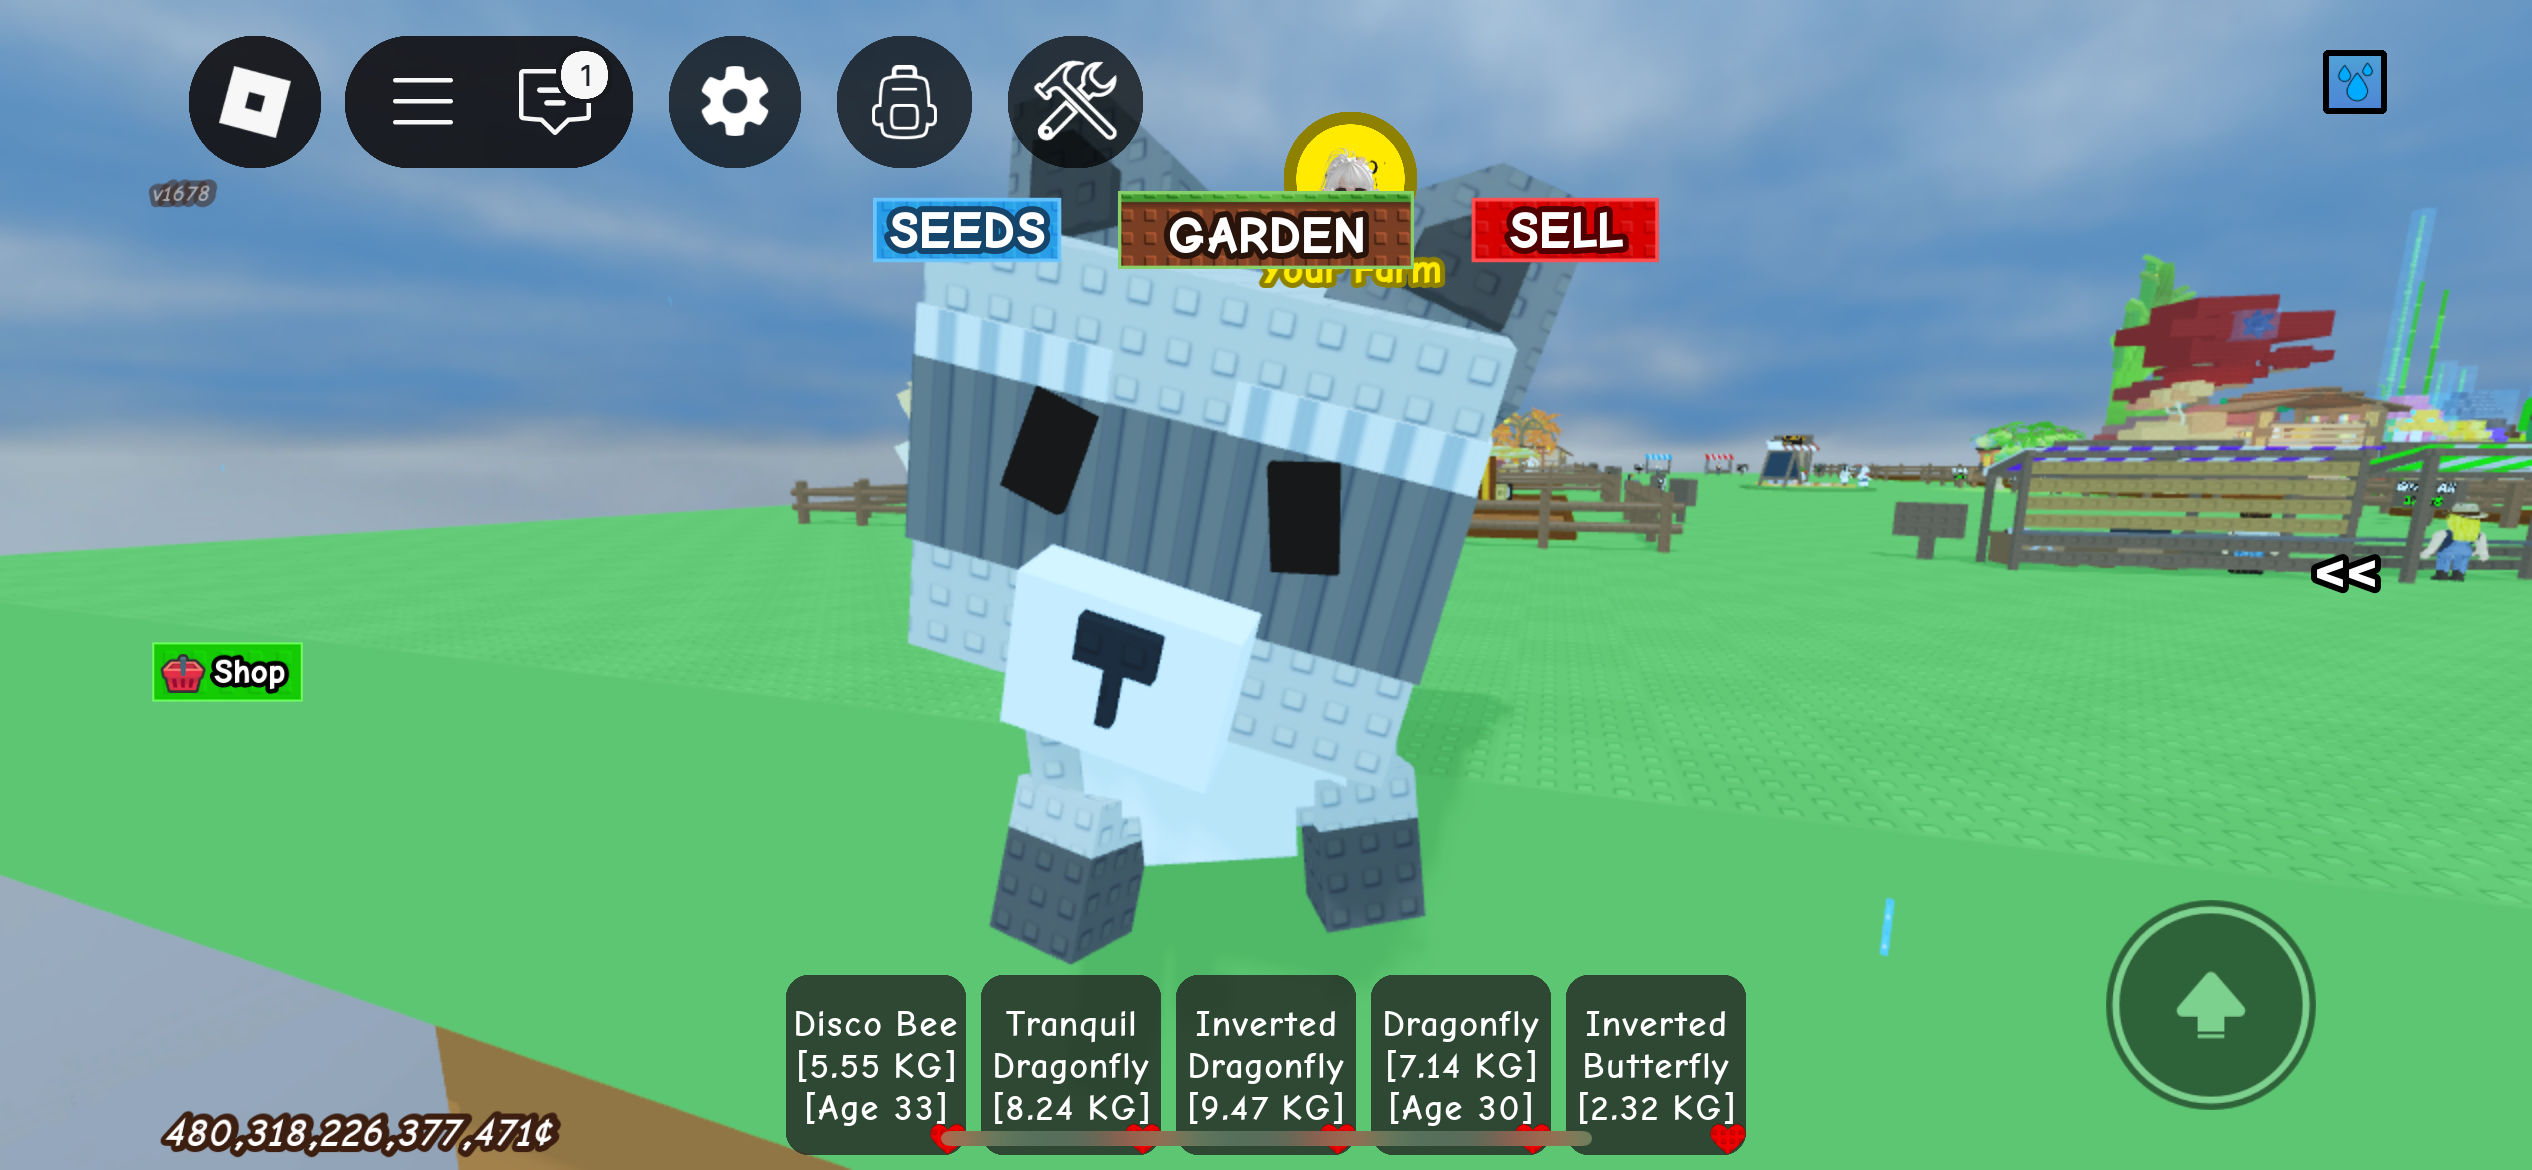 1
v1678
SEEDS
GARDEN
SELL
Your Farm
<<
Shop
Disco Bee
[5.55 KG]
[Age 33]
Tranquil
Dragonfly
[8.24 KG]
Inverted
Dragonfly
[9.47 KG]
Dragonfly
[7.14 KG]
[Age 30]
Inverted
Butterfly
[2.32 KG]
480,318,226,377,471¢